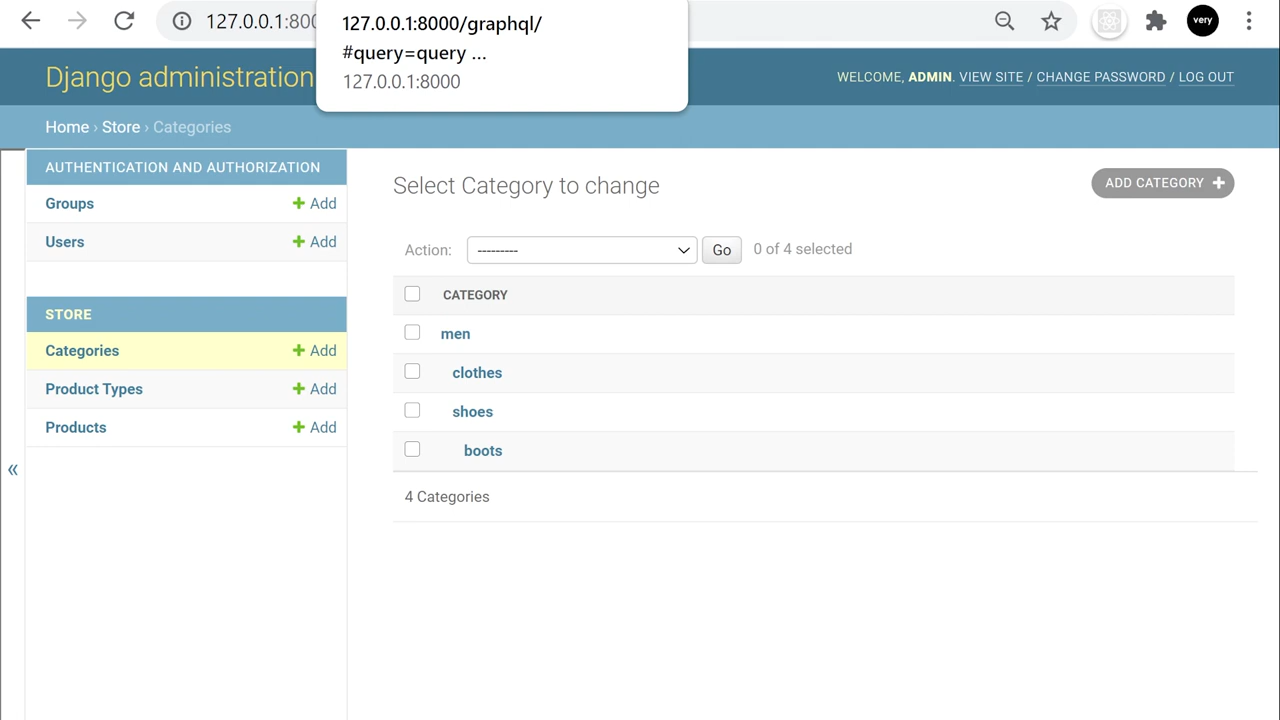 127.0.0.1:800
127.0.0.1:8000/graphql/
#query=query ...
127.0.0.1:8000
very
Django administration
WELCOME, ADMIN. VIEW SITE / CHANGE PASSWORD / LOG OUT
Home › Store › Categories
AUTHENTICATION AND AUTHORIZATION
Groups + Add
Users + Add
STORE
Categories + Add
Product Types + Add
Products + Add
«
Select Category to change
ADD CATEGORY +
Action: --------- Go 0 of 4 selected
CATEGORY
men
clothes
shoes
boots
4 Categories